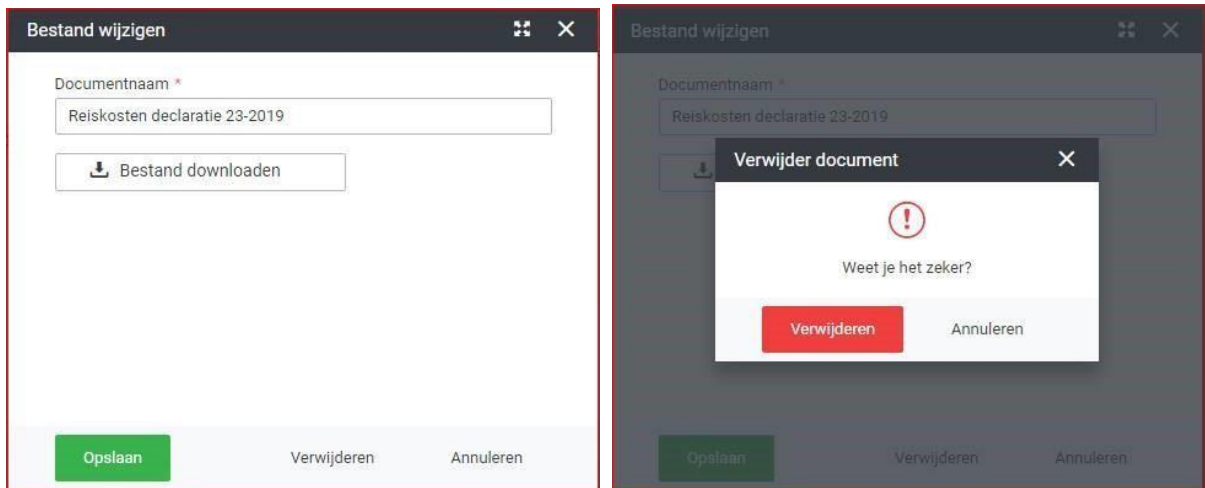 Bestand wijzigen
Documentnaam *
Reiskosten declaratie 23-2019
Bestand downloaden
Opslaan Verwijderen Annuleren
Bestand wijzigen
Documentnaam *
Reiskosten declaratie 23-2019
Verwijder document
Weet je het zeker?
Verwijderen Annuleren
Opslaan Verwijderen Annuleren